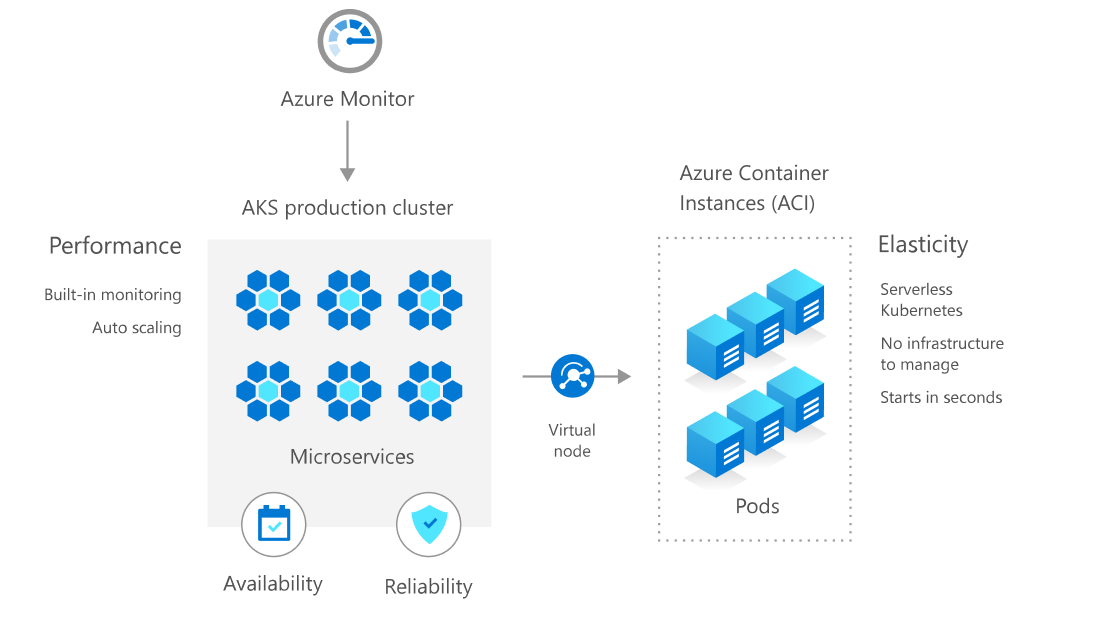 Azure Monitor
AKS production cluster
Performance
Built-in monitoring
Auto scaling
Microservices
Availability
Reliability
Virtual
node
Azure Container
Instances (ACI)
Pods
Elasticity
Serverless
Kubernetes
No infrastructure
to manage
Starts in seconds